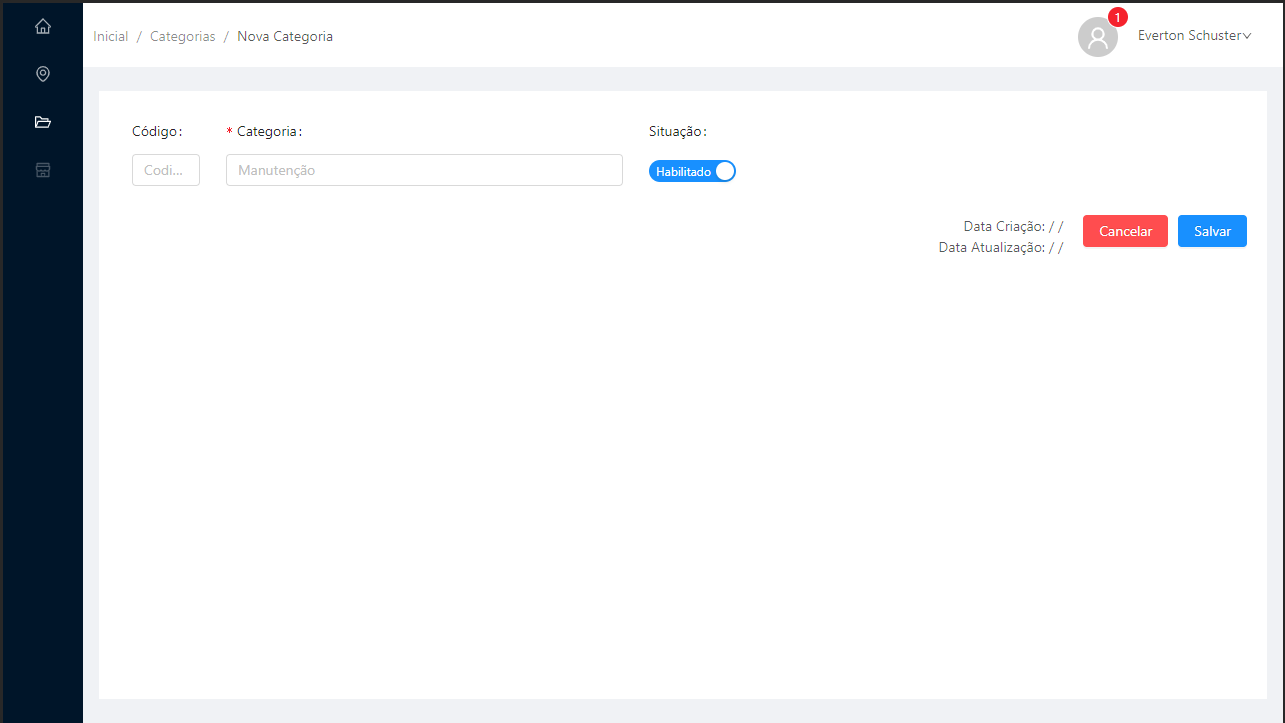 1
Inicial / Categorias / Nova Categoria
Everton Schuster
Código:
* Categoria:
Situação:
Codi...
Manutenção
Habilitado
Data Criação: / /
Data Atualização: / /
Cancelar
Salvar